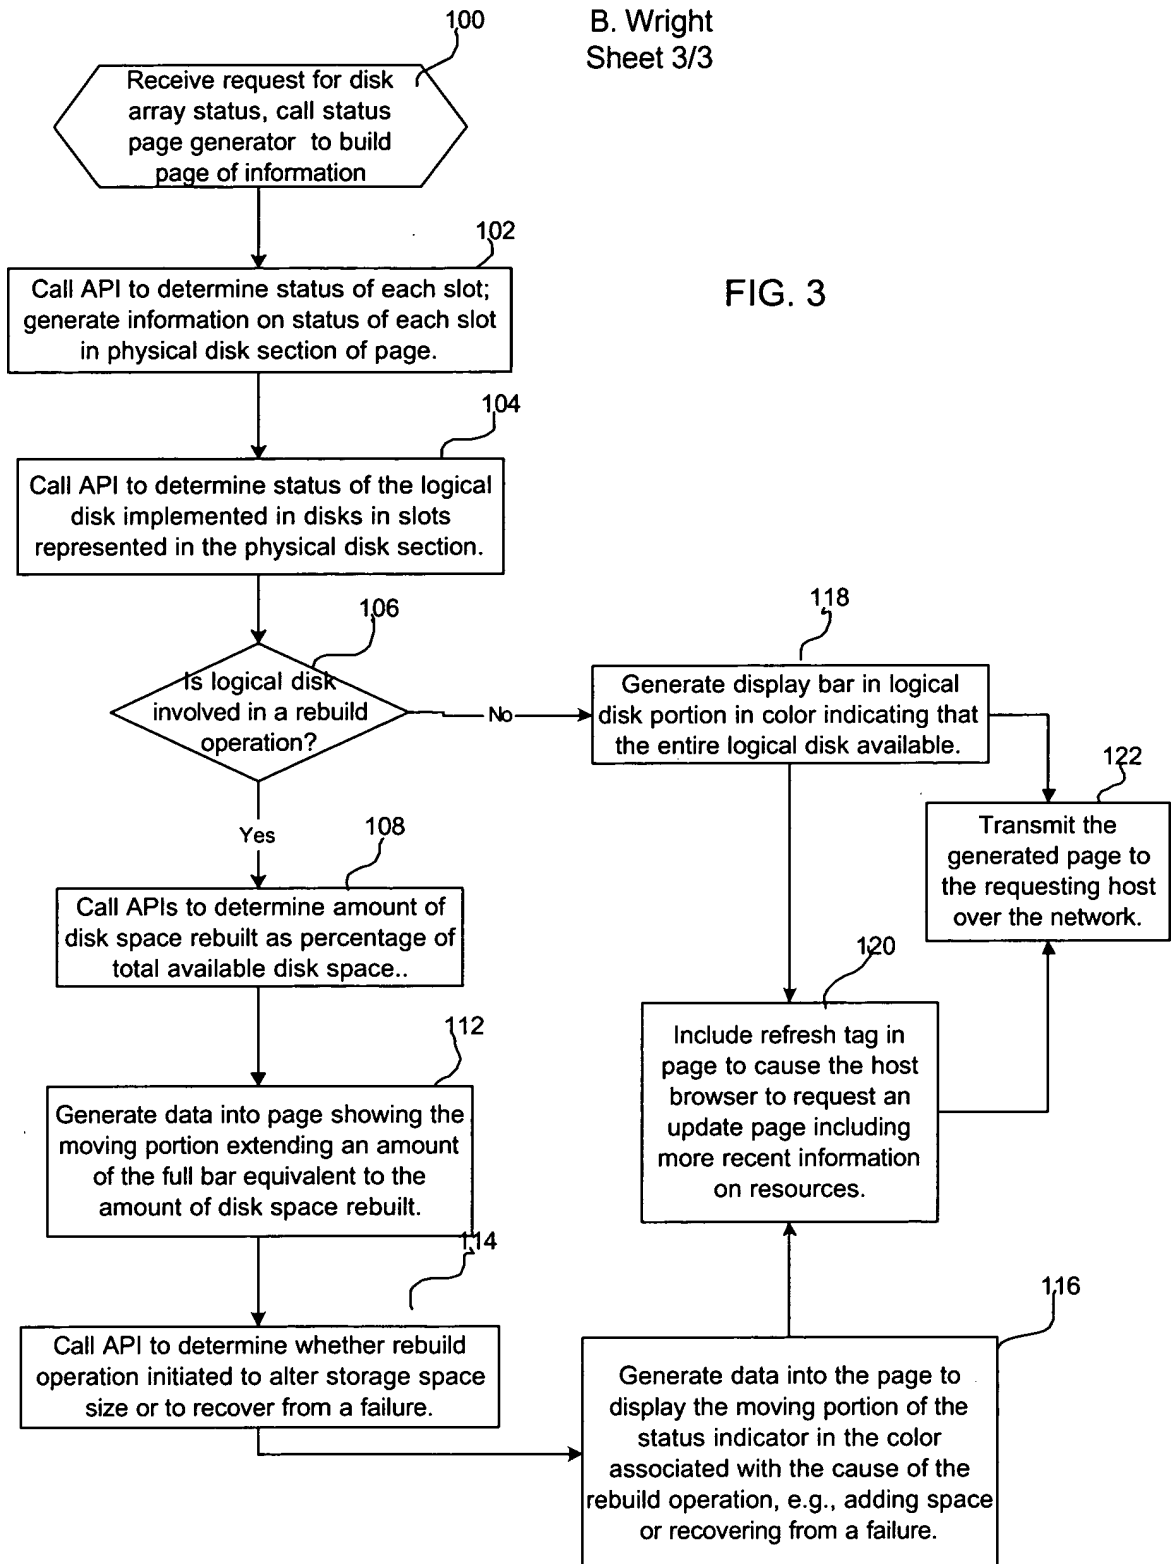 B. Wright
Sheet 3/3
100
Receive request for disk
array status, call status
page generator to build
page of information
102
Call API to determine status of each slot;
generate information on status of each slot
in physical disk section of page.
FIG. 3
104
Call API to determine status of the logical
disk implemented in disks in slots
represented in the physical disk section.
106
Is logical disk
involved in a rebuild
operation?
No
118
Generate display bar in logical
disk portion in color indicating that
the entire logical disk available.
122
Transmit the
generated page to
the requesting host
over the network.
Yes
108
Call APIs to determine amount of
disk space rebuilt as percentage of
total available disk space..
120
Include refresh tag in
page to cause the host
browser to request an
update page including
more recent information
on resources.
112
Generate data into page showing the
moving portion extending an amount
of the full bar equivalent to the
amount of disk space rebuilt.
114
Call API to determine whether rebuild
operation initiated to alter storage space
size or to recover from a failure.
116
Generate data into the page to
display the moving portion of the
status indicator in the color
associated with the cause of the
rebuild operation, e.g., adding space
or recovering from a failure.